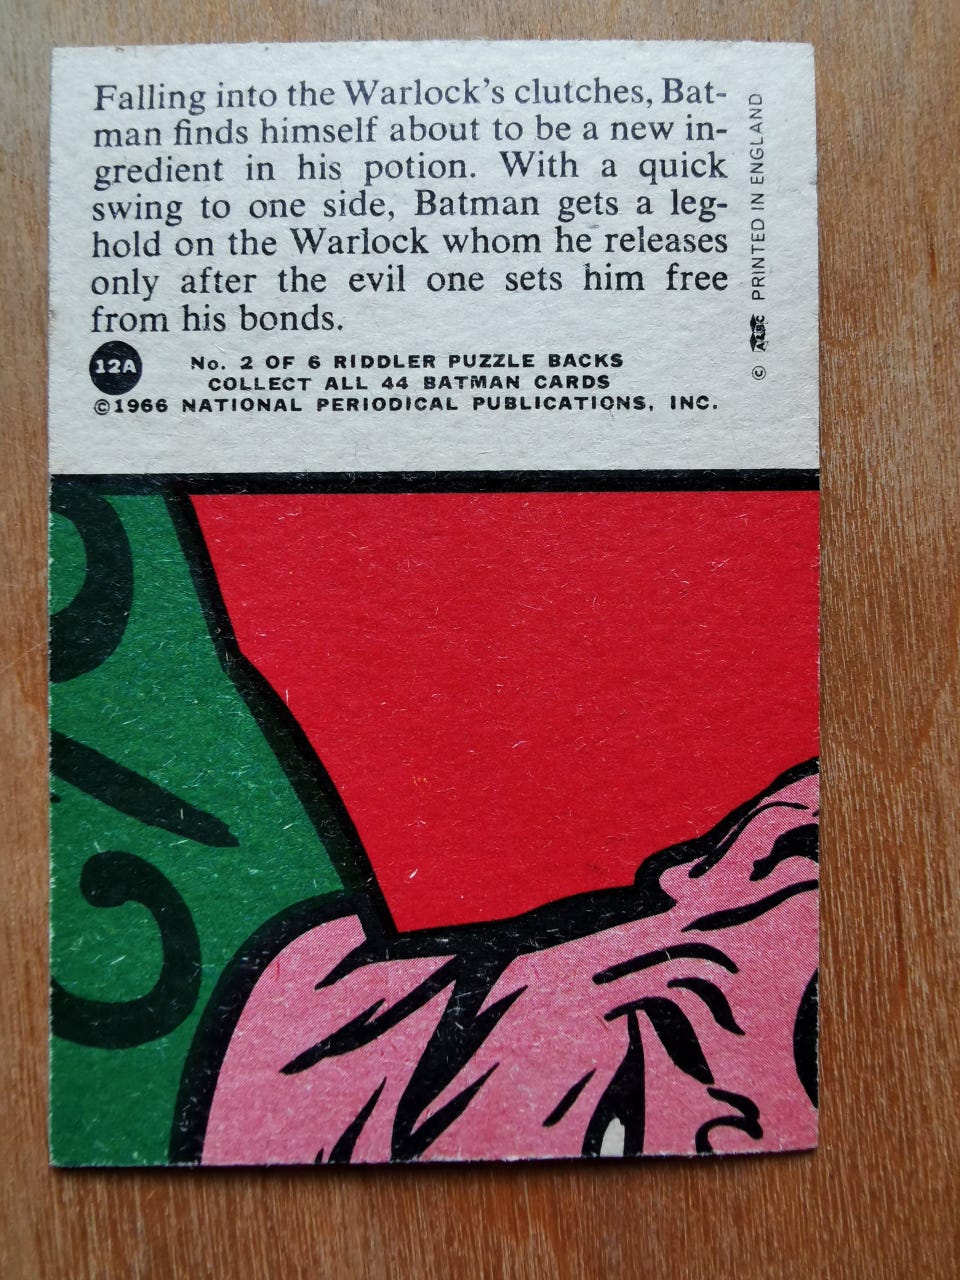 Falling into the Warlock's clutches, Bat-
man finds himself about to be a new in-
gredient in his potion. With a quick
swing to one side, Batman gets a leg-
hold on the Warlock whom he releases
only after the evil one sets him free
from his bonds.
12A
No. 2 OF 6 RIDDLER PUZZLE BACKS
COLLECT ALL 44 BATMAN CARDS
©1966 NATIONAL PERIODICAL PUBLICATIONS, INC.
© A&BC PRINTED IN ENGLAND